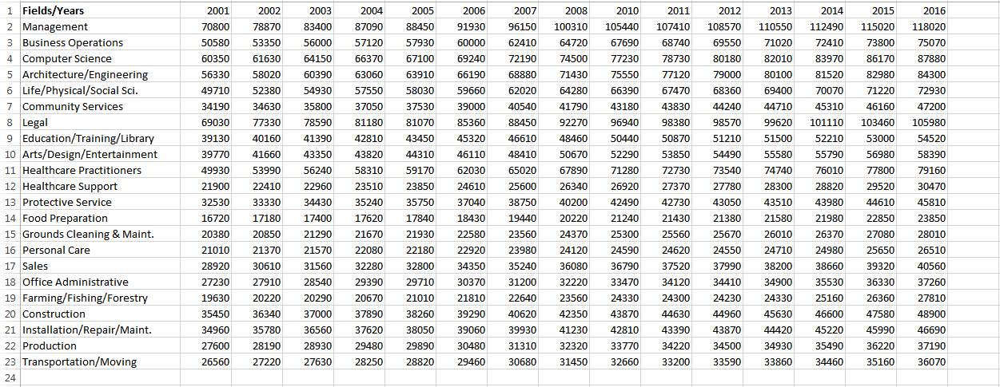 1 Fields/Years 2001 2002 2003 2004 2005 2006 2007 2008 2010 2011 2012 2013 2014 2015 2016
2 Management 70800 78870 83400 87090 88450 91930 96150 100310 105440 107410 108570 110550 112490 115020 118020
3 Business Operations 50580 53350 56000 57120 57930 60000 62410 64720 67690 68740 69550 71020 72410 73800 75070
4 Computer Science 60350 61630 64150 66370 67100 69240 72190 74500 77230 78730 80180 82010 83970 86170 87880
5 Architecture/Engineering 56330 58020 60390 63060 63910 66190 68880 71430 75550 77120 79000 80100 81520 82980 84300
6 Life/Physical/Social Sci. 49710 52380 54930 57550 58030 59660 62020 64280 66390 67470 68360 69400 70070 71220 72930
7 Community Services 34190 34630 35800 37050 37530 39000 40540 41790 43180 43830 44240 44710 45310 46160 47200
8 Legal 69030 77330 78590 81180 81070 85360 88450 92270 96940 98380 98570 99620 101110 103460 105980
9 Education/Training/Library 39130 40160 41390 42810 43450 45320 46610 48460 50440 50870 51210 51500 52210 53000 54520
10 Arts/Design/Entertainment 39770 41660 43350 43820 44310 46110 48410 50670 52290 53850 54490 55580 55790 56980 58390
11 Healthcare Practitioners 49930 53990 56240 58310 59170 62030 65020 67890 71280 72730 73540 74740 76010 77800 79160
12 Healthcare Support 21900 22410 22960 23510 23850 24610 25600 26340 26920 27370 27780 28300 28820 29520 30470
13 Protective Service 32530 33330 34430 35240 35750 37040 38750 40200 42490 42730 43050 43510 43980 44610 45810
14 Food Preparation 16720 17180 17400 17620 17840 18430 19440 20220 21240 21430 21380 21580 21980 22850 23850
15 Grounds Cleaning & Maint. 20380 20850 21290 21670 21930 22580 23560 24370 25300 25560 25670 26010 26370 27080 28010
16 Personal Care 21010 21370 21570 22080 22180 22920 23980 24120 24590 24620 24550 24710 24980 25650 26510
17 Sales 28920 30610 31560 32280 32800 34350 35240 36080 36790 37520 37990 38200 38660 39320 40560
18 Office Administrative 27230 27910 28540 29390 29710 30370 31200 32220 33470 34120 34410 34900 35530 36330 37260
19 Farming/Fishing/Forestry 19630 20220 20290 20670 21010 21810 22640 23560 24330 24300 24230 24330 25160 26360 27810
20 Construction 35450 36340 37000 37890 38260 39290 40620 42350 43870 44630 44960 45630 46600 47580 48900
21 Installation/Repair/Maint. 34960 35780 36560 37620 38050 39060 39930 41230 42810 43390 43870 44420 45220 45990 46690
22 Production 27600 28190 28930 29480 29890 30480 31310 32320 33770 34220 34500 34930 35490 36220 37190
23 Transportation/Moving 26560 27220 27630 28250 28820 29460 30680 31450 32660 33200 33590 33860 34460 35160 36070
24